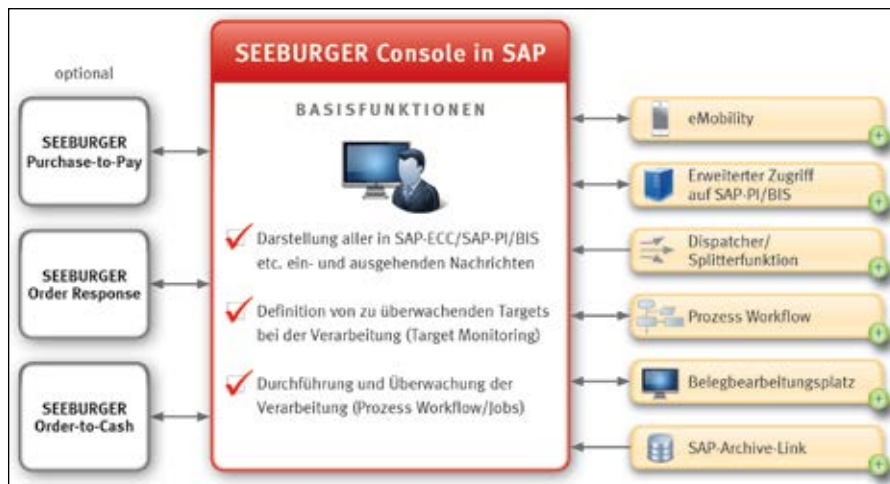 SEEBURGER Console in SAP
optional
BASISFUNKTIONEN
SEEBURGER
Purchase-to-Pay
SEEBURGER
Order Response
SEEBURGER
Order-to-Cash
Darstellung aller in SAP-ECC/SAP-PI/BIS
etc. ein- und ausgehenden Nachrichten
Definition von zu überwachenden Targets
bei der Verarbeitung (Target Monitoring)
Durchführung und Überwachung der
Verarbeitung (Prozess Workflow/Jobs)
eMobility
Erweiterter Zugriff
auf SAP-PI/BIS
Dispatcher/
Splitterfunktion
Prozess Workflow
Belegbearbeitungsplatz
SAP-Archive-Link